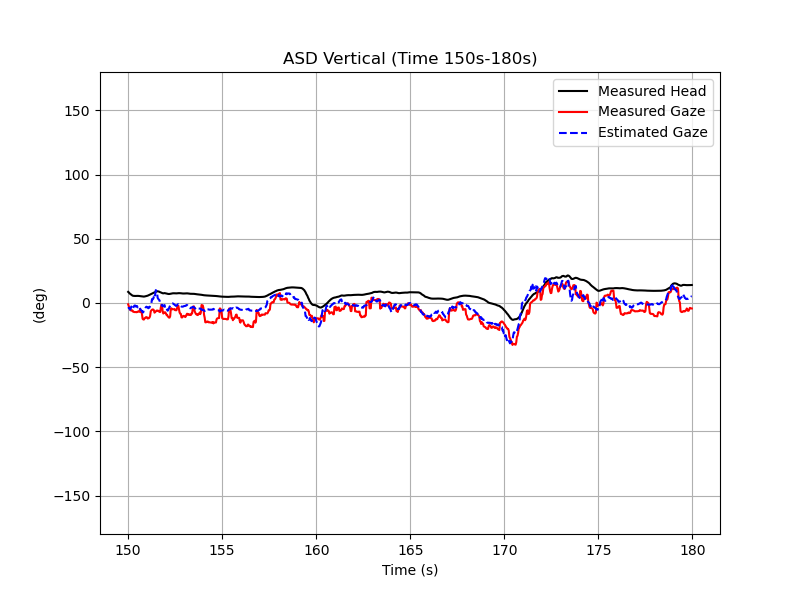 ASD Vertical (Time 150s-180s)
Measured Head
Measured Gaze
Estimated Gaze
150
100
50
0
−50
−100
−150
(deg)
150 155 160 165 170 175 180
Time (s)